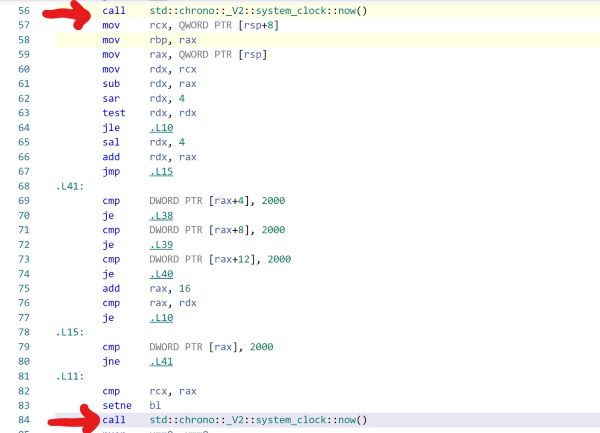 56 call std::chrono::_V2::system_clock::now()
57 mov rcx, QWORD PTR [rsp+8]
58 mov rbp, rax
59 mov rax, QWORD PTR [rsp]
60 mov rdx, rcx
61 sub rdx, rax
62 sar rdx, 4
63 test rdx, rdx
64 jle .L10
65 sal rdx, 4
66 add rdx, rax
67 jmp .L15
68 .L41:
69 cmp DWORD PTR [rax+4], 2000
70 je .L38
71 cmp DWORD PTR [rax+8], 2000
72 je .L39
73 cmp DWORD PTR [rax+12], 2000
74 je .L40
75 add rax, 16
76 cmp rax, rdx
77 je .L10
78 .L15:
79 cmp DWORD PTR [rax], 2000
80 jne .L41
81 .L11:
82 cmp rcx, rax
83 setne bl
84 call std::chrono::_V2::system_clock::now()